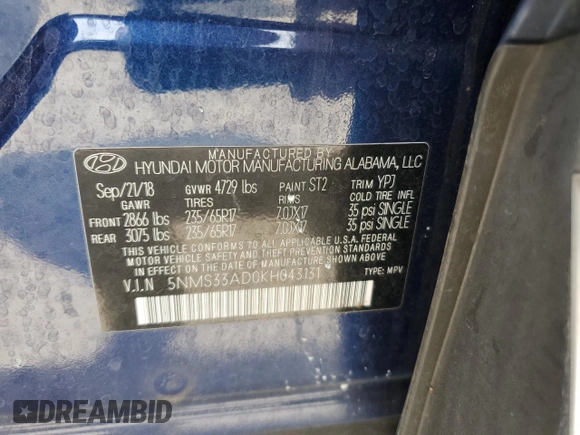 MANUFACTURED BY
HYUNDAI MOTOR MANUFACTURING ALABAMA, LLC
Sep/21/18 GVWR 4729 lbs PAINT ST2 TRIM YPJ
GAWR TIRES RIMS COLD TIRE INFL
FRONT 2866 lbs 235/65R17 7.0JX17 35 psi SINGLE
REAR 3075 lbs 235/65R17 7.0JX17 35 psi SINGLE
THIS VEHICLE CONFORMS TO ALL APPLICABLE U.S.A. FEDERAL
MOTOR VEHICLE SAFETY AND THEFT PREVENTION STANDARDS
IN EFFECT ON THE DATE OF MANUFACTURE SHOWN ABOVE
V.I.N 5NMS33AD0KH043131 TYPE: MPV
DREAMBID